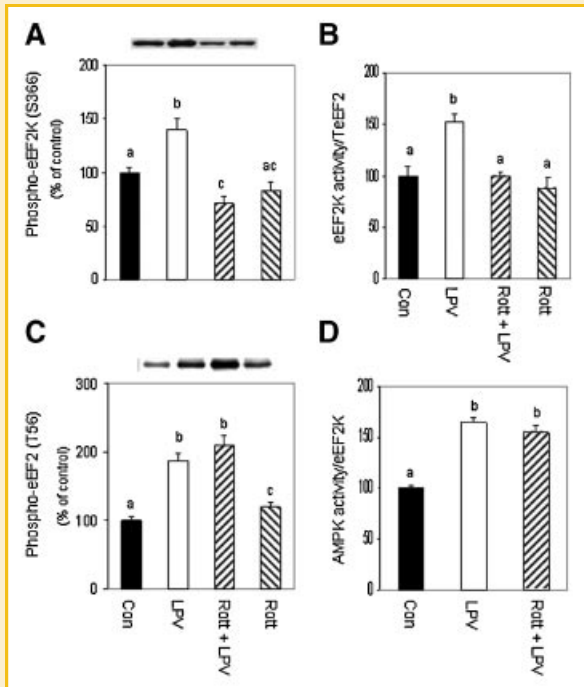 A
Phospho-eEF2K (S366)
(% of control)
200
150
100
50
0
a
b
c
ac
B
eEF2K activity/TeEF2
200
150
100
50
0
a
b
a
a
Con
LPV
Rott + LPV
Rott
C
Phospho-eEF2 (T56)
(% of control)
300
200
100
0
a
b
b
c
Con
LPV
Rott + LPV
Rott
D
AMPK activity/eEF2K
200
150
100
50
0
a
b
b
Con
LPV
Rott + LPV